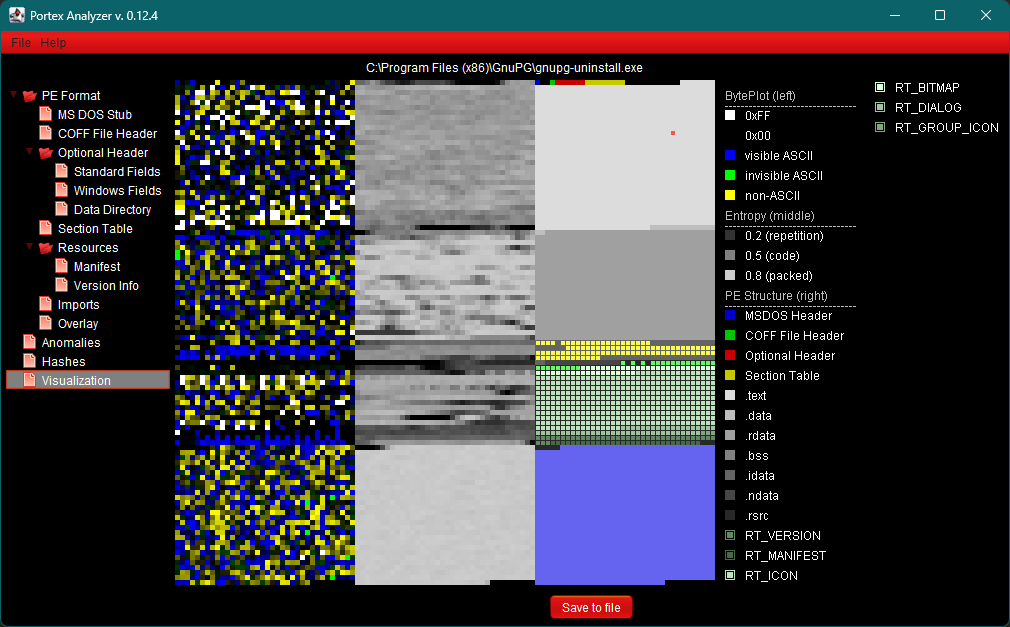 Portex Analyzer v. 0.12.4
File Help
C:\Program Files (x86)\GnuPG\gnupg-uninstall.exe
PE Format
MS DOS Stub
COFF File Header
Optional Header
Standard Fields
Windows Fields
Data Directory
Section Table
Resources
Manifest
Version Info
Imports
Overlay
Anomalies
Hashes
Visualization
BytePlot (left)
0xFF
0x00
visible ASCII
invisible ASCII
non-ASCII
Entropy (middle)
0.2 (repetition)
0.5 (code)
0.8 (packed)
PE Structure (right)
MSDOS Header
COFF File Header
Optional Header
Section Table
.text
.data
.rdata
.bss
.idata
.ndata
.rsrc
RT_VERSION
RT_MANIFEST
RT_ICON
RT_BITMAP
RT_DIALOG
RT_GROUP_ICON
Save to file